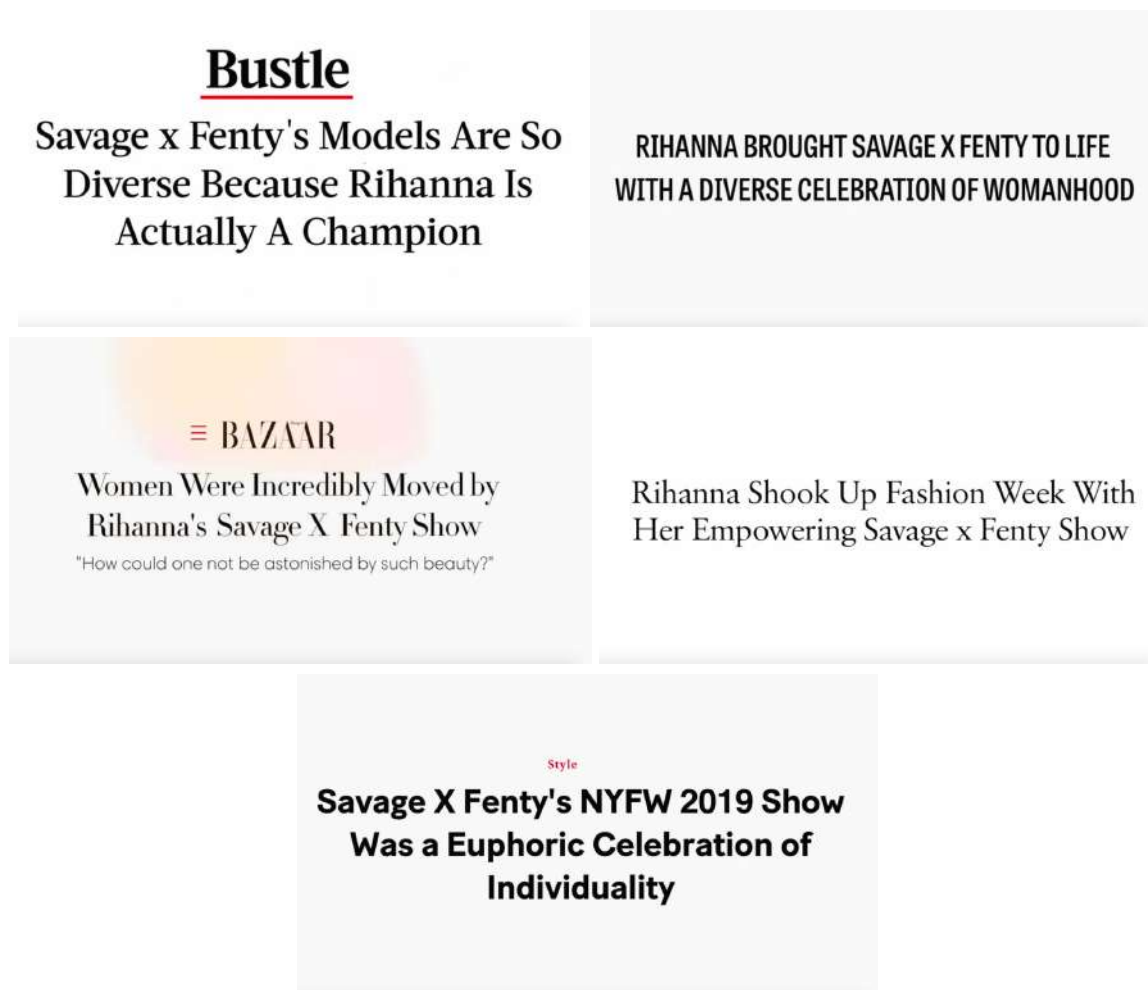 Bustle
Savage x Fenty's Models Are So
Diverse Because Rihanna Is
Actually A Champion
RIHANNA BROUGHT SAVAGE X FENTY TO LIFE
WITH A DIVERSE CELEBRATION OF WOMANHOOD
BAZAAR
Women Were Incredibly Moved by
Rihanna's Savage X Fenty Show
"How could one not be astonished by such beauty?"
Rihanna Shook Up Fashion Week With
Her Empowering Savage x Fenty Show
Style
Savage X Fenty's NYFW 2019 Show
Was a Euphoric Celebration of
Individuality